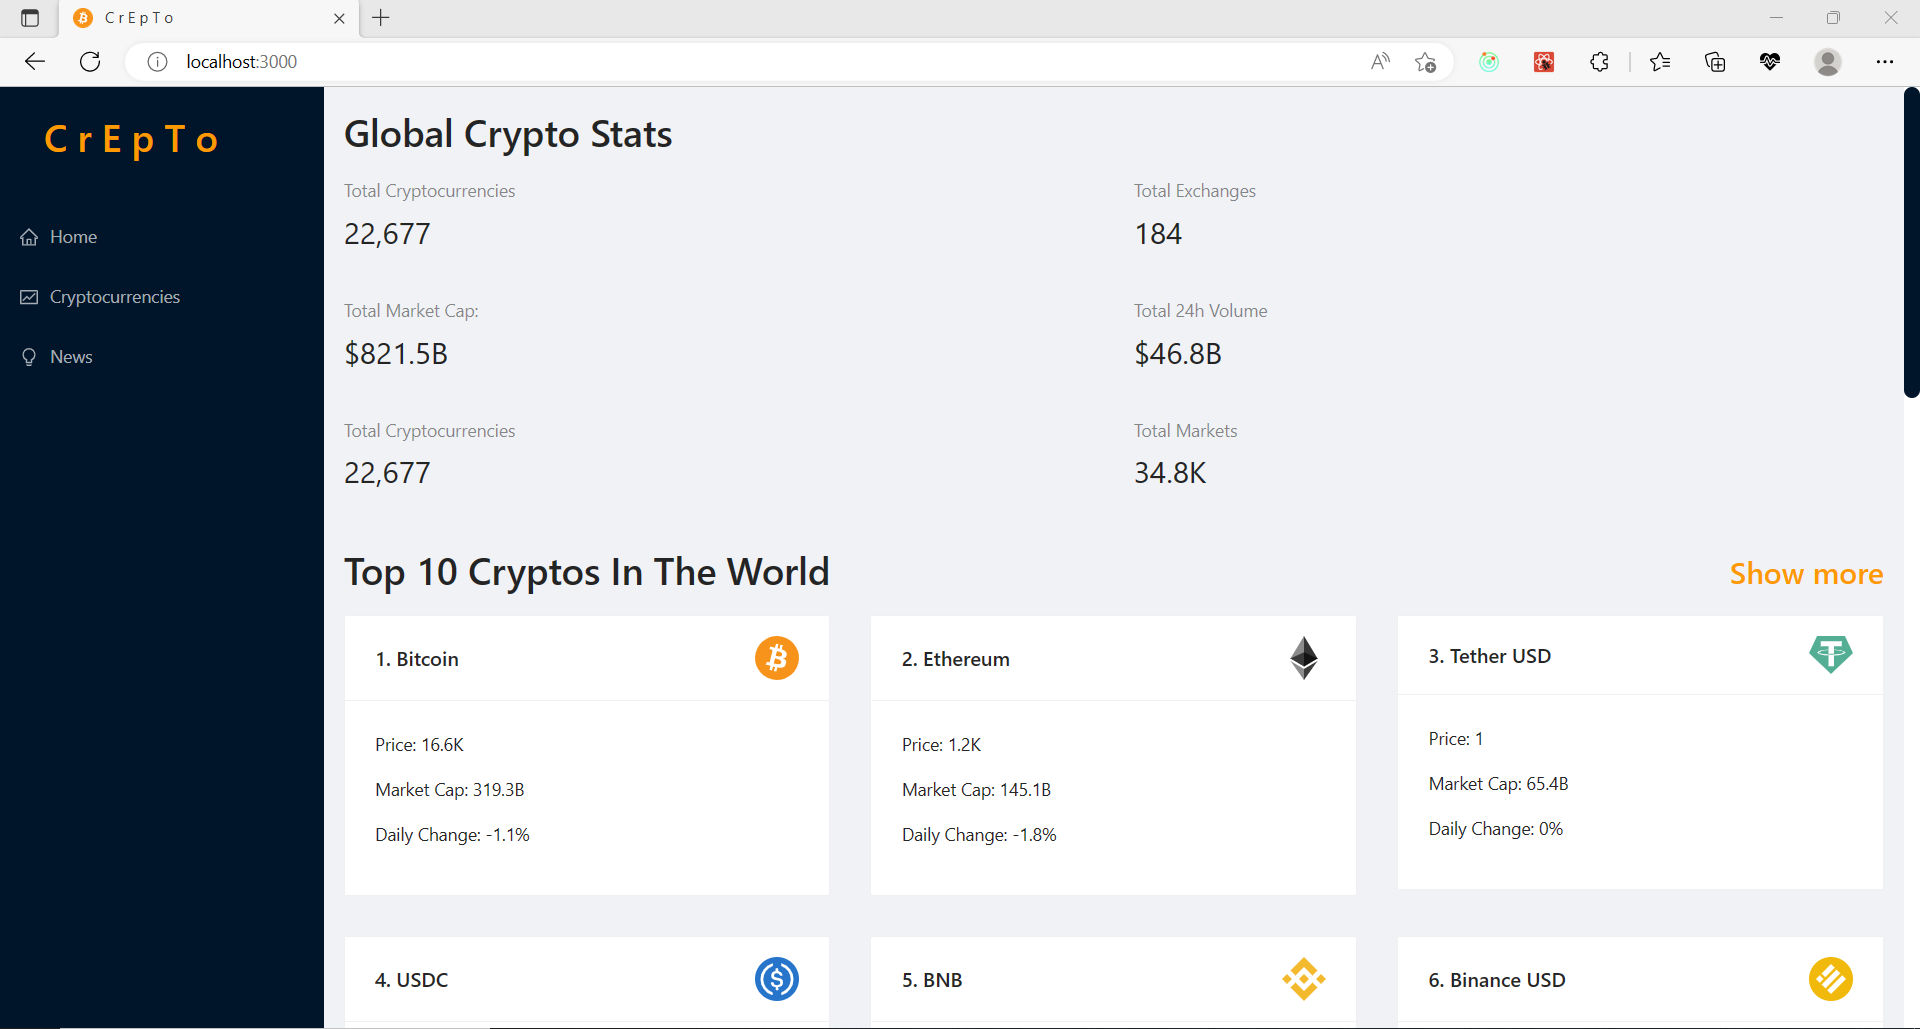 C r E p T o
localhost:3000
C r E p T o
Home
Cryptocurrencies
News
Global Crypto Stats
Total Cryptocurrencies
22,677
Total Exchanges
184
Total Market Cap:
$821.5B
Total 24h Volume
$46.8B
Total Cryptocurrencies
22,677
Total Markets
34.8K
Top 10 Cryptos In The World
Show more
1. Bitcoin
Price: 16.6K
Market Cap: 319.3B
Daily Change: -1.1%
2. Ethereum
Price: 1.2K
Market Cap: 145.1B
Daily Change: -1.8%
3. Tether USD
Price: 1
Market Cap: 65.4B
Daily Change: 0%
4. USDC
5. BNB
6. Binance USD